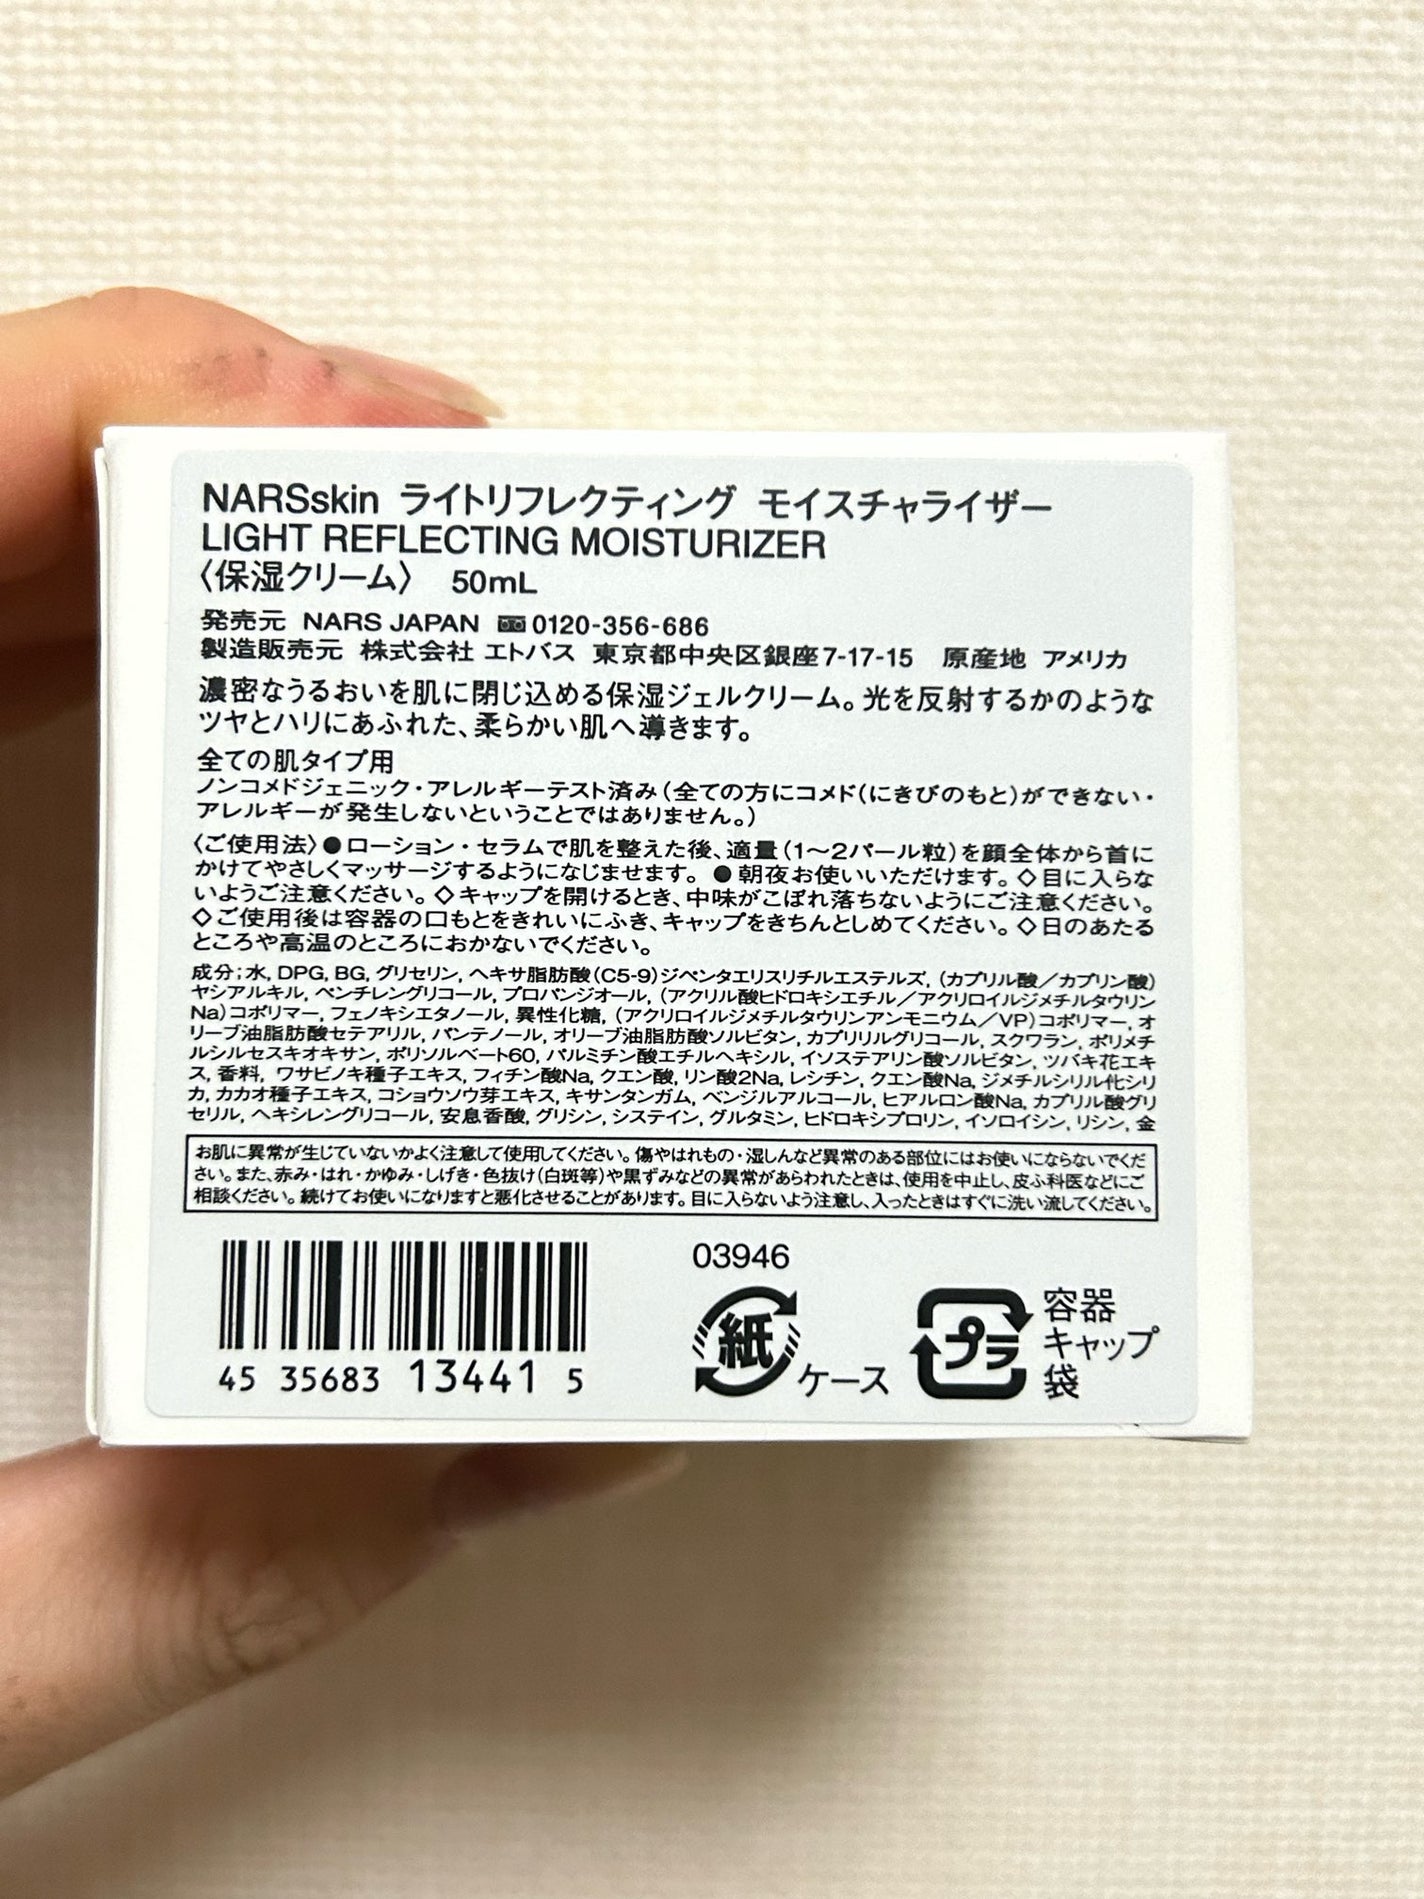 NARSskin ライトリフレクティング モイスチャライザー
LIGHT REFLECTING MOISTURIZER
〈保湿クリーム〉 50mL
発売元 NARS JAPAN 0120-356-686
製造販売元 株式会社 エトバス 東京都中央区銀座7-17-15 原産地 アメリカ
濃密なうるおいを肌に閉じ込める保湿ジェルクリーム。光を反射するかのような
ツヤとハリにあふれた、柔らかい肌へ導きます。
全ての肌タイプ用
ノンコメドジェニック・アレルギーテスト済み(全ての方にコメド(にきびのもと)ができない・
アレルギーが発生しないということではありません。)
〈ご使用法〉●ローション・セラムで肌を整えた後、適量(1〜2パール粒)を顔全体から首に
かけてやさしくマッサージするようになじませます。 ●朝夜お使いいただけます。◇目に入らな
いようご注意ください。◇キャップを開けるとき、中味がこぼれ落ちないようにご注意ください。
◇ご使用後は容器の口もとをきれいにふき、キャップをきちんとしめてください。◇日のあたる
ところや高温のところにおかないでください。
成分;水, DPG, BG, グリセリン, ヘキサ脂肪酸(C5-9)ジペンタエリスリチルエステルズ, (カプリル酸/カプリン酸)
ヤシアルキル, ペンチレングリコール, プロパンジオール, (アクリル酸ヒドロキシエチル/アクリロイルジメチルタウリン
Na)コポリマー, フェノキシエタノール, 異性化糖, (アクリロイルジメチルタウリンアンモニウム/VP)コポリマー, オ
リーブ油脂肪酸セテアリル, パンテノール, オリーブ油脂肪酸ソルビタン, カプリリルグリコール, スクワラン, ポリメチ
ルシルセスキオキサン, ポリソルベート60, パルミチン酸エチルヘキシル, イソステアリン酸ソルビタン, ツバキ花エキ
ス, 香料, ワサビノキ種子エキス, フィチン酸Na, クエン酸, リン酸2Na, レシチン, クエン酸Na, ジメチルシリル化シリ
カ, カカオ種子エキス, コショウソウ芽エキス, キサンタンガム, ベンジルアルコール, ヒアルロン酸Na, カプリル酸グリ
セリル, ヘキシレングリコール, 安息香酸, グリシン, システイン, グルタミン, ヒドロキシプロリン, イソロイシン, リシン, 金
お肌に異常が生じていないかよく注意して使用してください。傷やはれもの・湿しんなど異常のある部位にはお使いにならないでくだ
さい。また、赤み・はれ・かゆみ・しげき・色抜け(白斑等)や黒ずみなどの異常があらわれたときは、使用を中止し、皮ふ科医などにご
相談ください。続けてお使いになりますと悪化させることがあります。目に入らないよう注意し、入ったときはすぐに洗い流してください。
45 35683 13441 5
03946
紙 ケース
プラ 容器
キャップ
袋